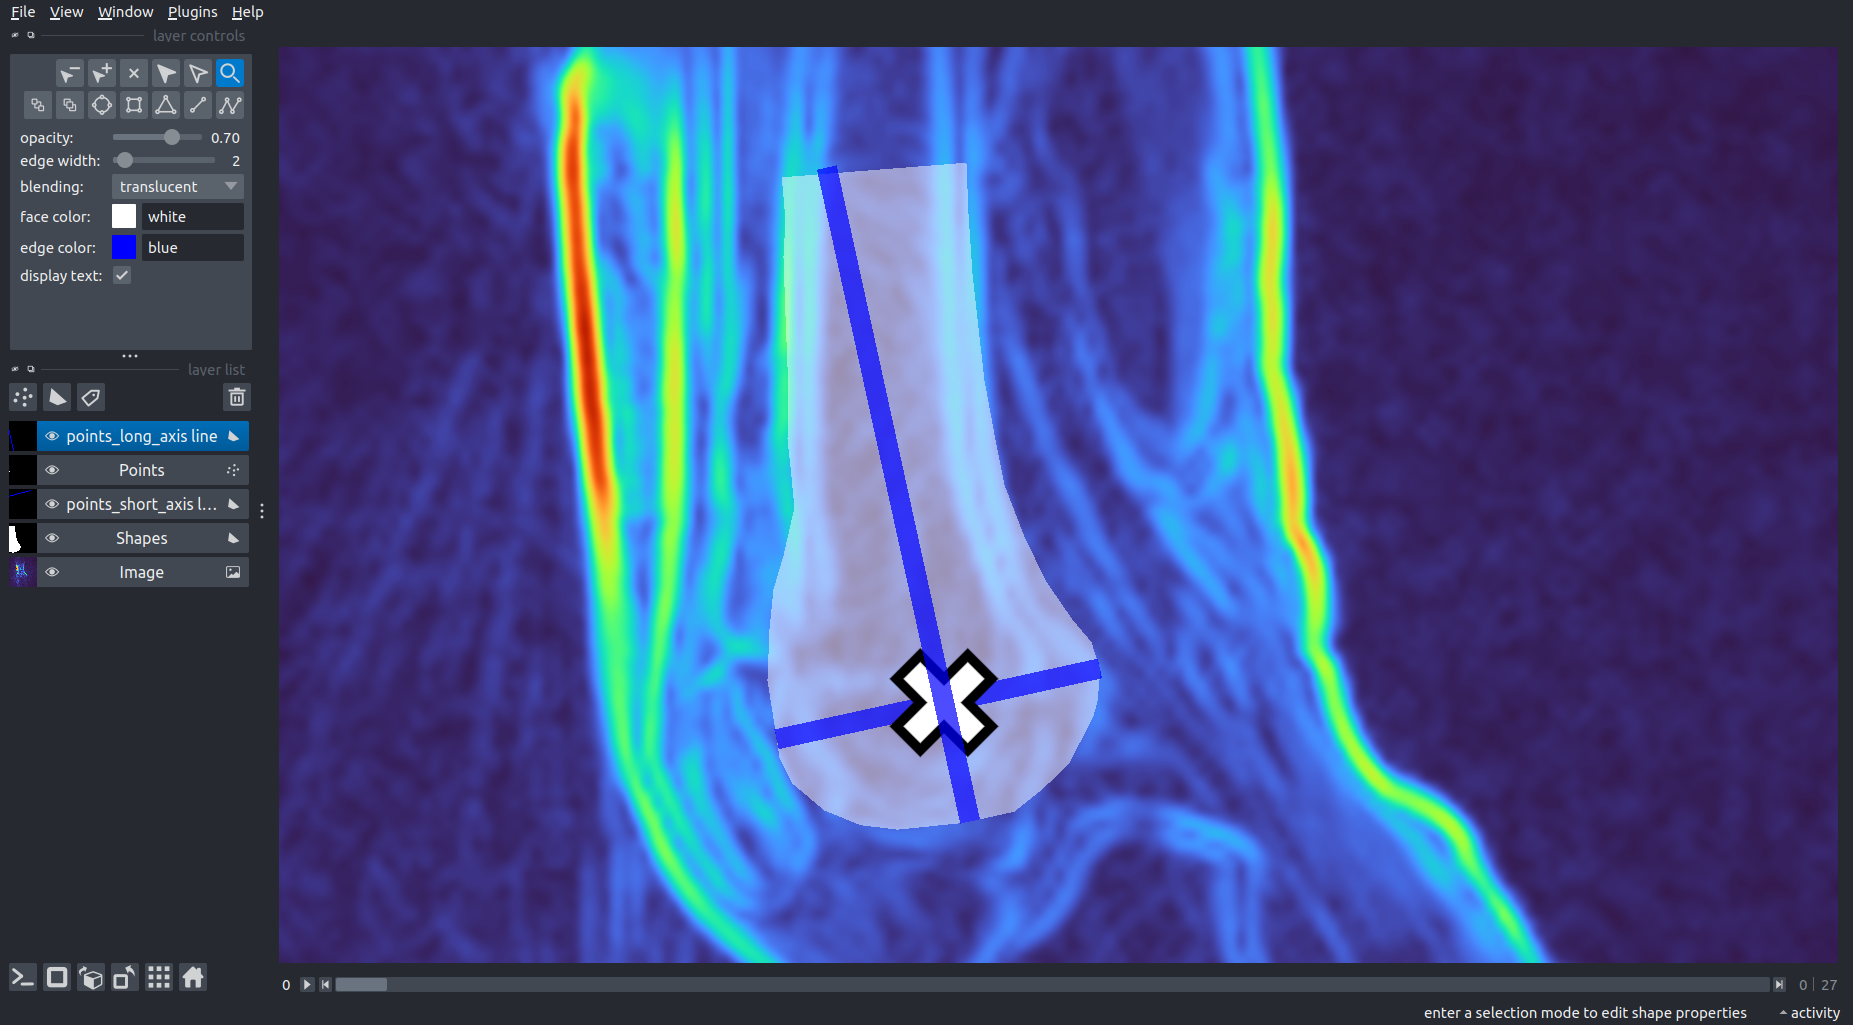 File View Window Plugins Help
layer controls
opacity: 0.70
edge width: 2
blending: translucent
face color: white
edge color: blue
display text:
layer list
points_long_axis line
Points
points_short_axis l...
Shapes
Image
0 0 27
enter a selection mode to edit shape properties activity